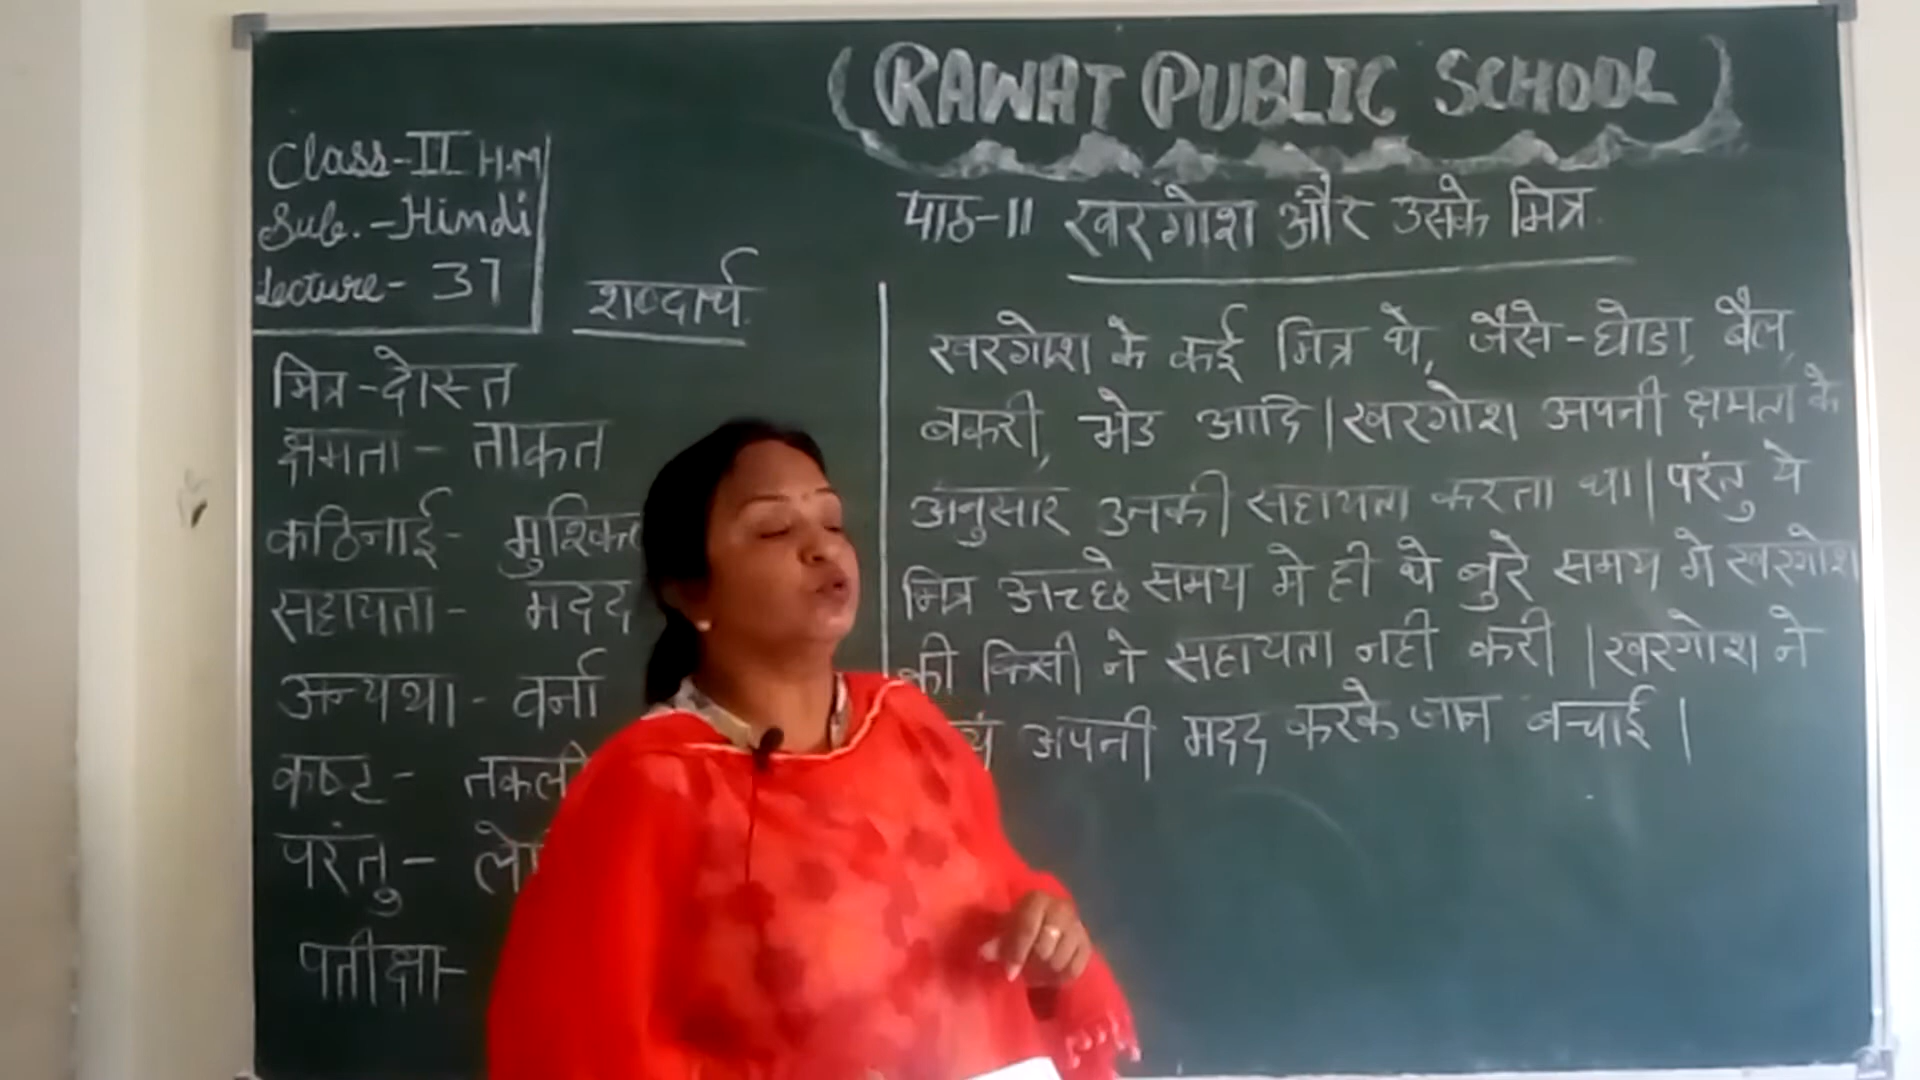 RAWAT PUBLIC SCHOOL
Class-II H.M
Sub.-Hindi
Lecture- 37
पाठ-11 खरगोश और उसके मित्र
शब्दार्थ
मित्र-दोस्त
क्षमता- ताकत
कठिनाई-
सहायता- मदद
अन्यथा- वर्ना
कष्ट-
परंतु-
खरगोश के कई मित्र थे, जैसे-घोडा, बैल,
बकरी, भेड आदि|खरगोश अपनी क्षमता के
अनुसार उनकी सहायता करता था|परंतु ये
मित्र अच्छे समय मे ही थे बुरे समय मे खरगोश
की किसी ने सहायता नही करी |खरगोश ने
अपनी मदद करके जान बचाई|